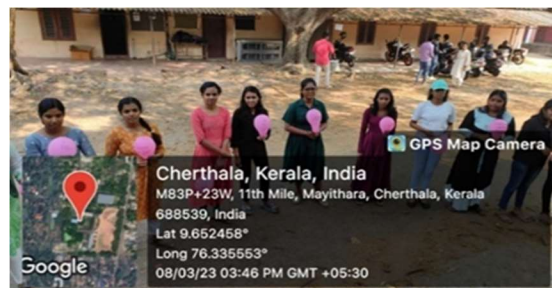 GPS Map Camera
Cherthala, Kerala, India
M83P+23W, 11th Mile, Mayithara, Cherthala, Kerala
688539, India
Lat 9.652458°
Long 76.335553°
08/03/23 03:46 PM GMT +05:30
Google